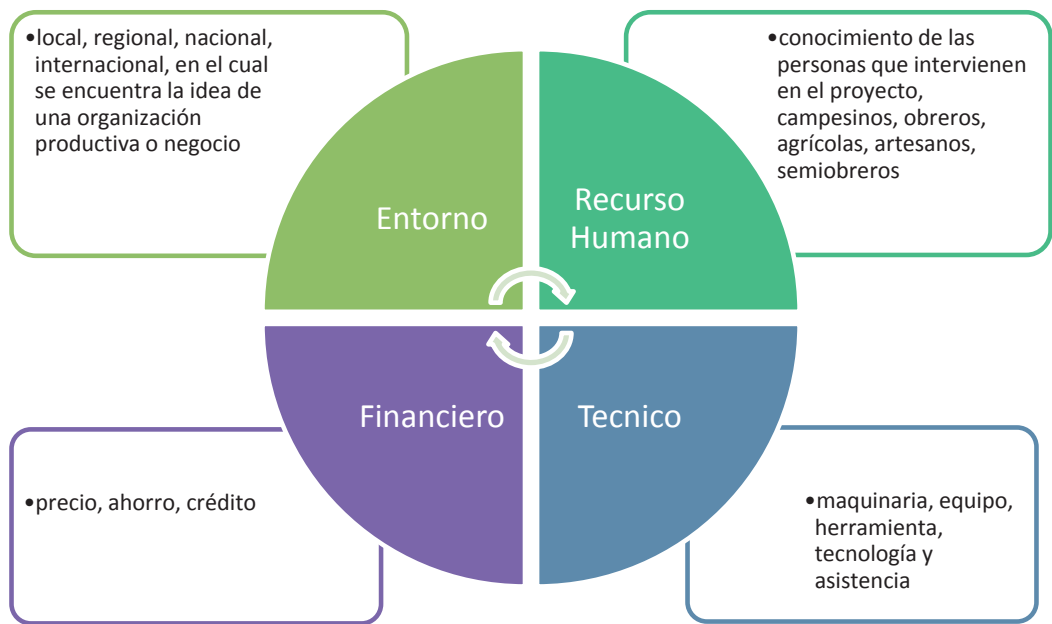 •local, regional, nacional,
internacional, en el cual
se encuentra la idea de
una organización
productiva o negocio
•conocimiento de las
personas que intervienen
en el proyecto,
campesinos, obreros,
agrícolas, artesanos,
semiobreros
Entorno
Recurso
Humano
Financiero
Tecnico
•precio, ahorro, crédito
•maquinaria, equipo,
herramienta,
tecnología y
asistencia